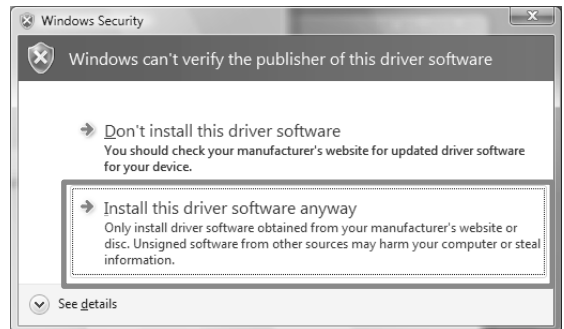 Windows Security
Windows can't verify the publisher of this driver software
Don't install this driver software
You should check your manufacturer's website for updated driver software
for your device.
Install this driver software anyway
Only install driver software obtained from your manufacturer's website or
disc. Unsigned software from other sources may harm your computer or steal
information.
See details